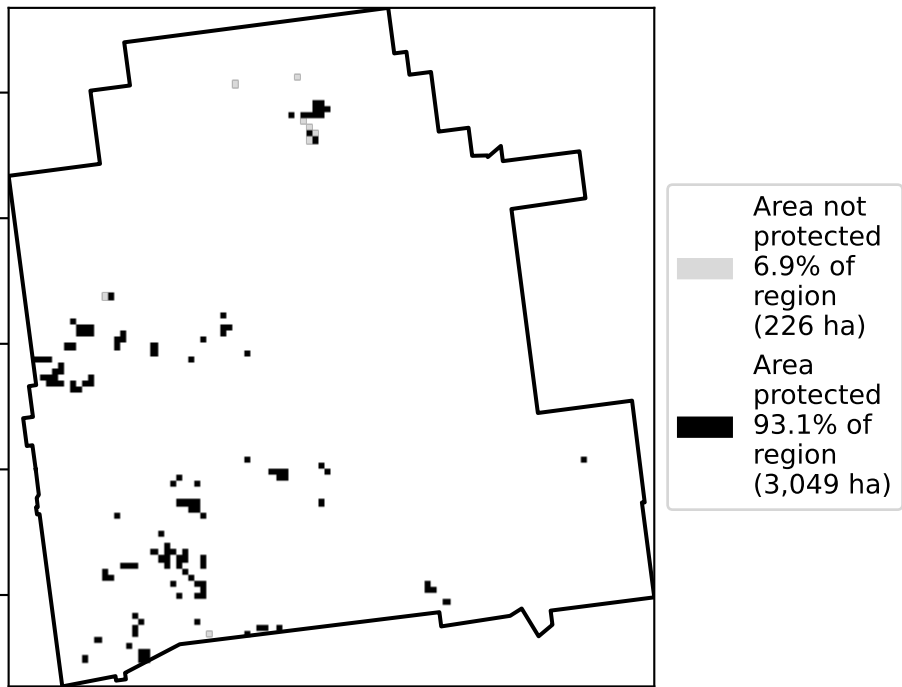 Area not
protected
6.9% of
region
(226 ha)
Area
protected
93.1% of
region
(3,049 ha)